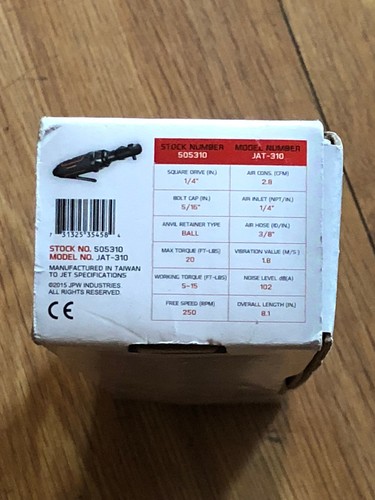 STOCK NUMBER MODEL NUMBER
505310 JAT-310
SQUARE DRIVE (IN.) AIR CONS. (CFM)
1/4" 2.8
BOLT CAP (IN.) AIR INLET (NPT/IN.)
5/16" 1/4"
ANVIL RETAINER TYPE AIR HOSE (ID/IN.)
BALL 3/8"
MAX TORQUE (FT-LBS) VIBRATION VALUE (M/S²)
20 1.8
WORKING TORQUE (FT-LBS) NOISE LEVEL dB(A)
5-15 102
FREE SPEED (RPM) OVERALL LENGTH (IN.)
250 8.1
7 31325 35458 4
STOCK NO. 505310
MODEL NO. JAT-310
MANUFACTURED IN TAIWAN
TO JET SPECIFICATIONS
©2015 JPW INDUSTRIES.
ALL RIGHTS RESERVED.
CE